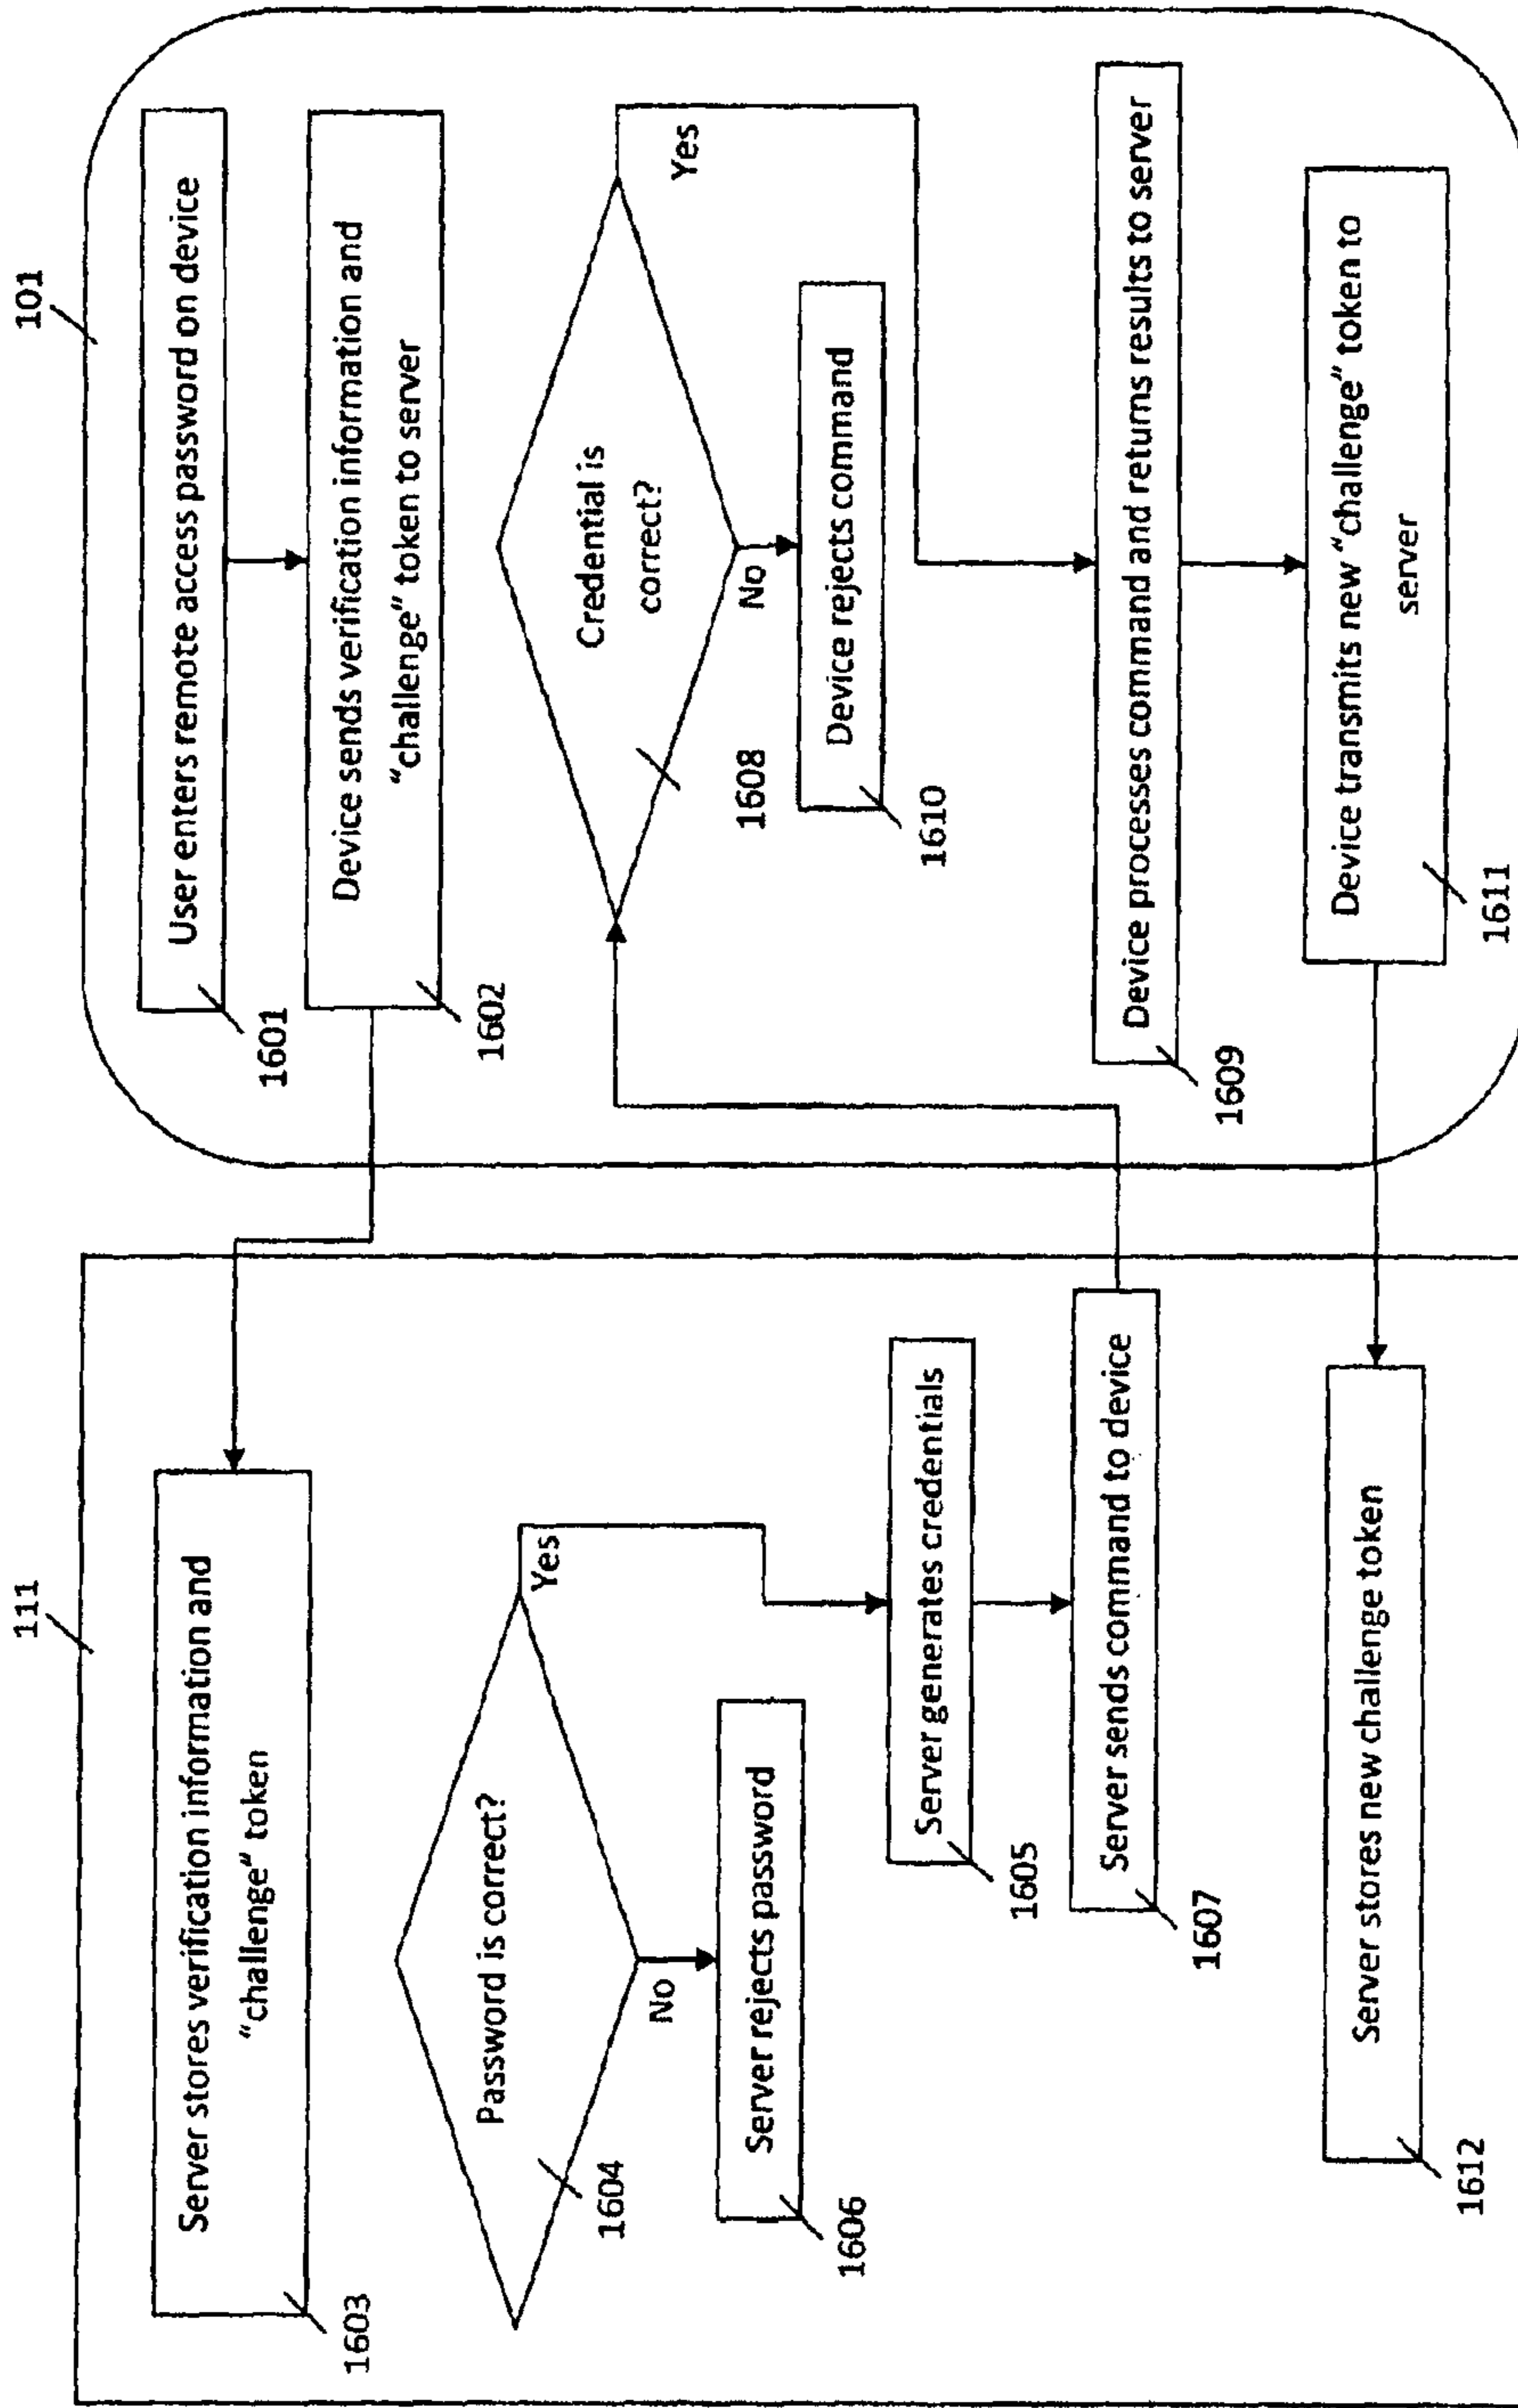 111
Server stores verification information and
"challenge" token
1603
Password is correct?
Yes
No
1604
Server rejects password
1606
Server generates credentials
1605
Server sends command to device
1607
Server stores new challenge token
1612
101
User enters remote access password on device
1601
Device sends verification information and
"challenge" token to server
1602
Credential is
correct?
Yes
No
1608
Device rejects command
1610
Device processes command and returns results to server
1609
Device transmits new "challenge" token to
server
1611